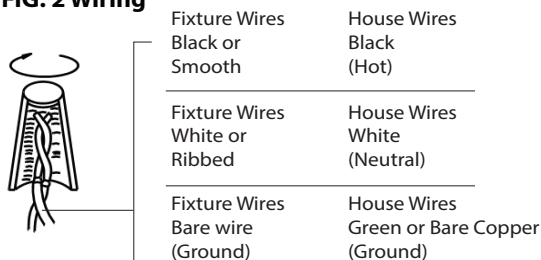 FIG. 2 Wiring
Fixture Wires House Wires
Black or Black
Smooth (Hot)
Fixture Wires House Wires
White or White
Ribbed (Neutral)
Fixture Wires House Wires
Bare wire Green or Bare Copper
(Ground) (Ground)